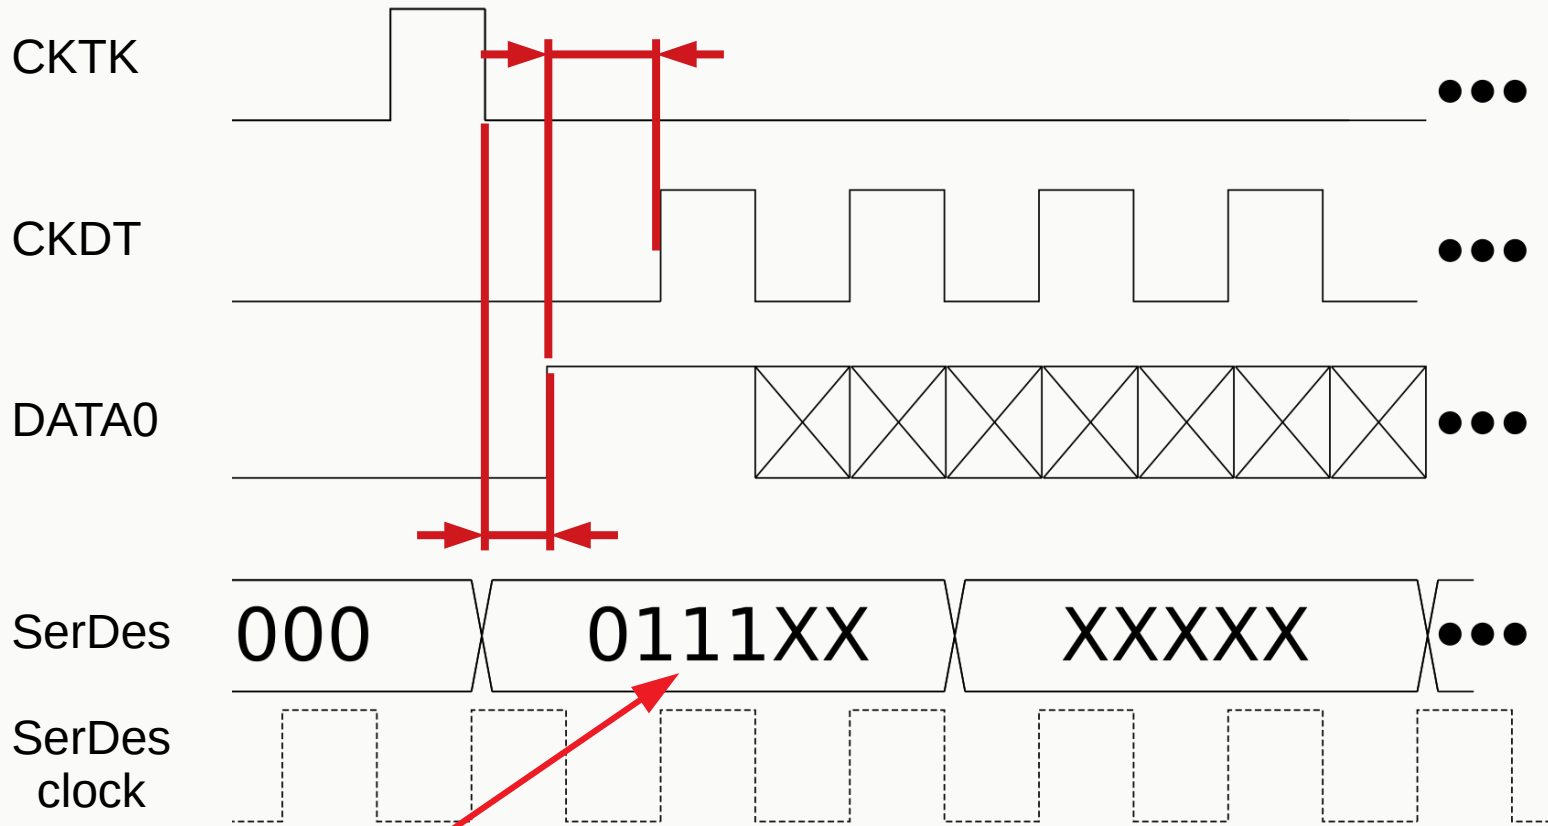 CKTK
CKDT
DATA0
SerDes
000
0111XX
XXXXX
SerDes
clock